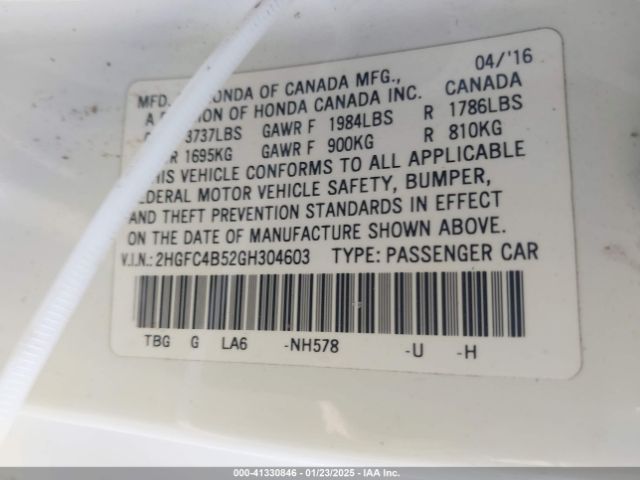 04/'16
MFD. HONDA OF CANADA MFG., CANADA
A OF HONDA CANADA INC.
3737LBS GAWR F 1984LBS R 1786LBS
R 1695KG GAWR F 900KG R 810KG
THIS VEHICLE CONFORMS TO ALL APPLICABLE
FEDERAL MOTOR VEHICLE SAFETY, BUMPER,
AND THEFT PREVENTION STANDARDS IN EFFECT
ON THE DATE OF MANUFACTURE SHOWN ABOVE.
V.I.N.: 2HGFC4B52GH304603 TYPE: PASSENGER CAR
TBG G LA6 -NH578 -U -H
000-41330846 - 01/23/2025 - IAA Inc.